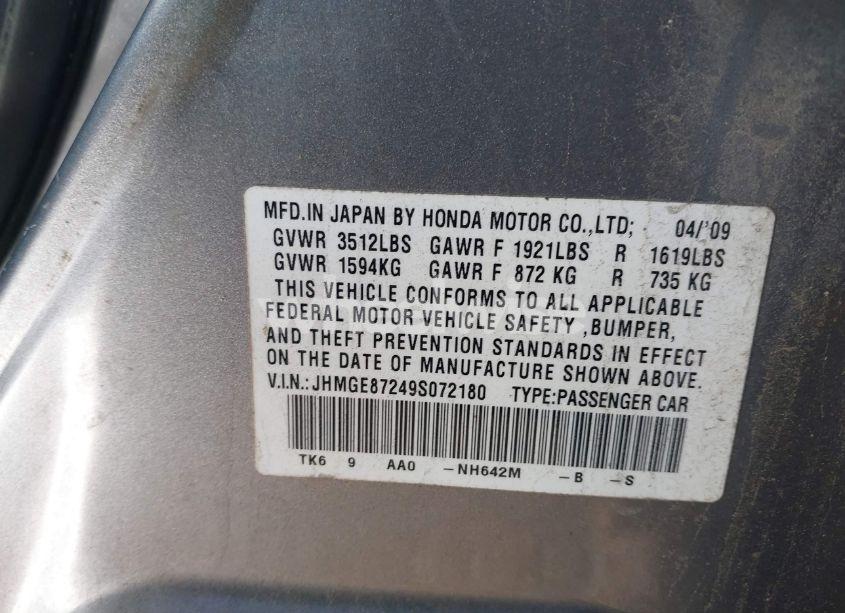 MFD.IN JAPAN BY HONDA MOTOR CO.,LTD; 04/'09
GVWR 3512LBS GAWR F 1921LBS R 1619LBS
GVWR 1594KG GAWR F 872 KG R 735 KG
THIS VEHICLE CONFORMS TO ALL APPLICABLE
FEDERAL MOTOR VEHICLE SAFETY ,BUMPER,
AND THEFT PREVENTION STANDARDS IN EFFECT
ON THE DATE OF MANUFACTURE SHOWN ABOVE.
V.I.N.:JHMGE87249S072180 TYPE:PASSENGER CAR
TK6 9 AA0 -NH642M -B -S